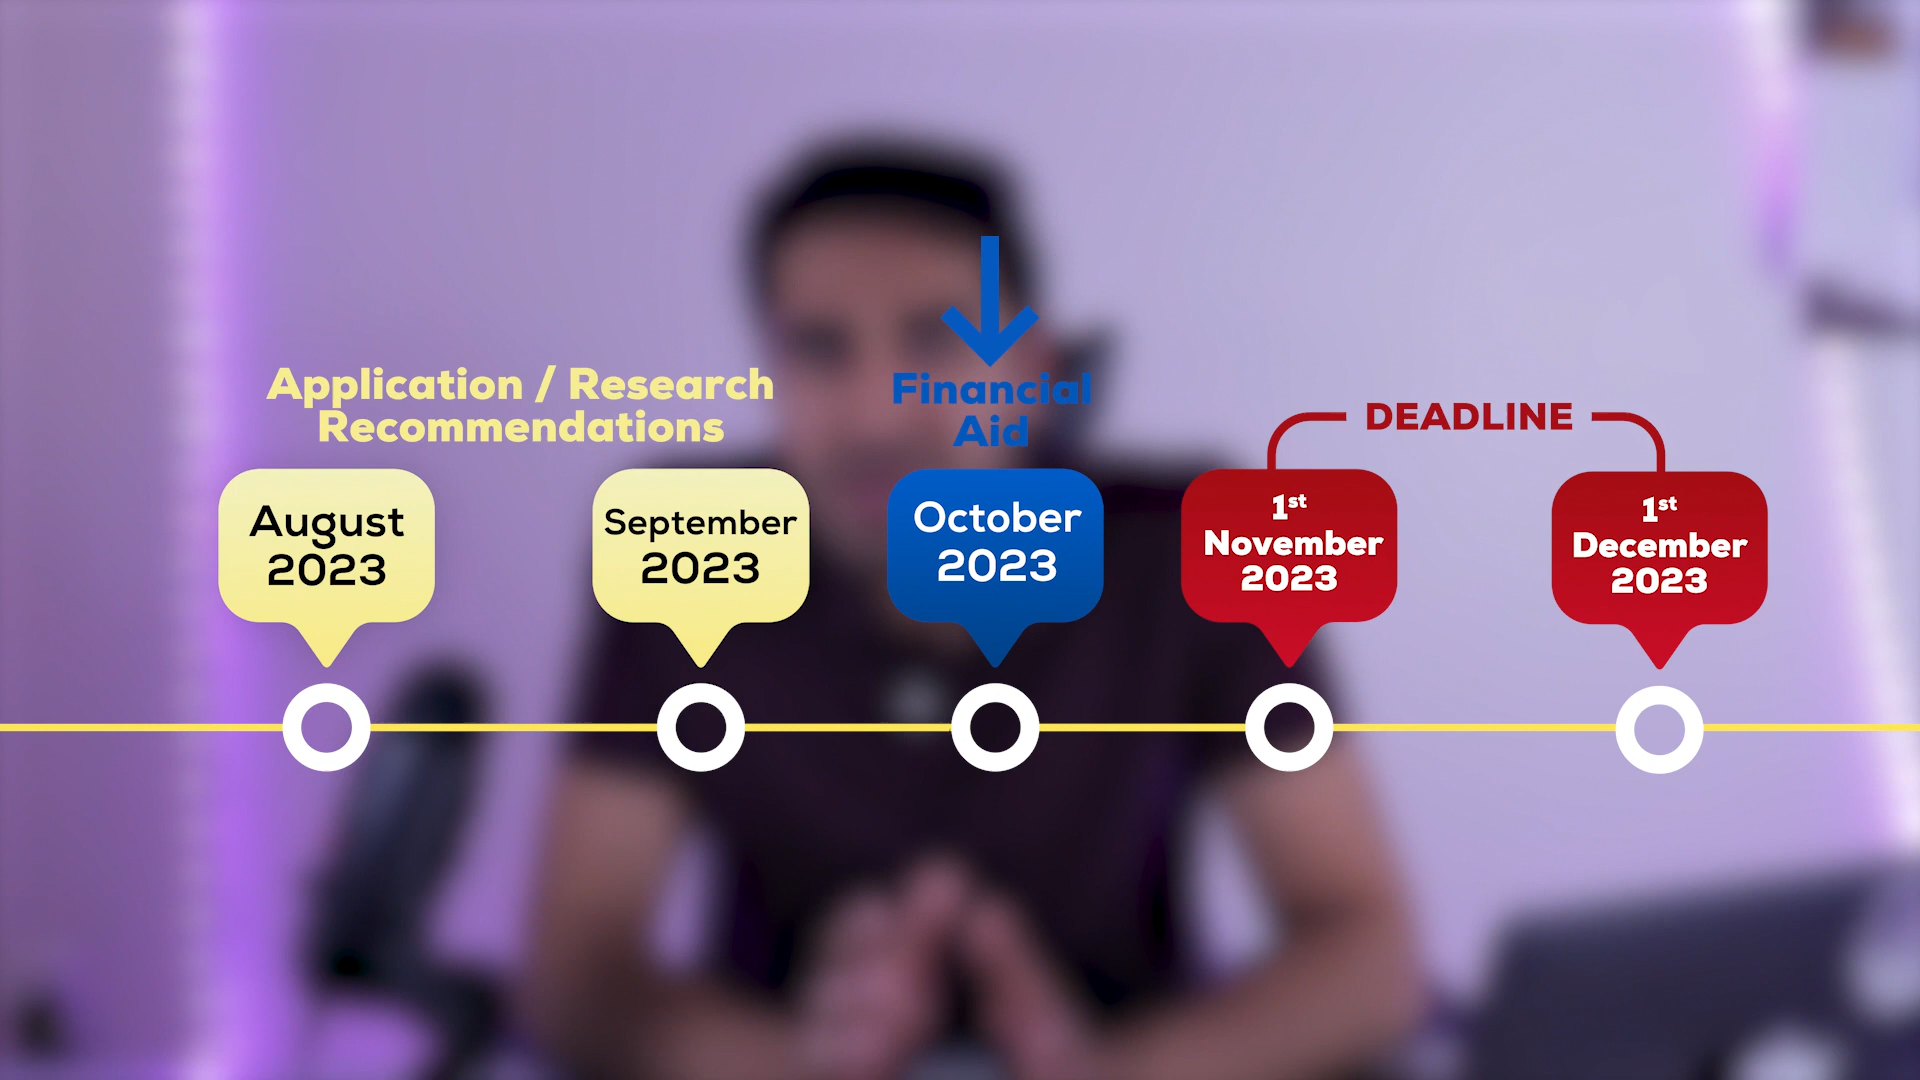 Application / Research
Recommendations
Financial
Aid
DEADLINE
August
2023
September
2023
October
2023
1st
November
2023
1st
December
2023